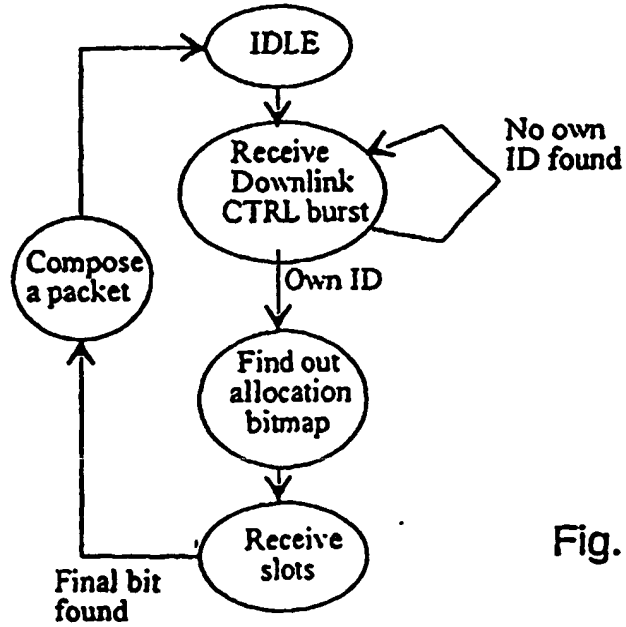 IDLE
Receive
Downlink
CTRL burst
No own
ID found
Own ID
Compose
a packet
Find out
allocation
bitmap
Receive
slots
Final bit
found
Fig.